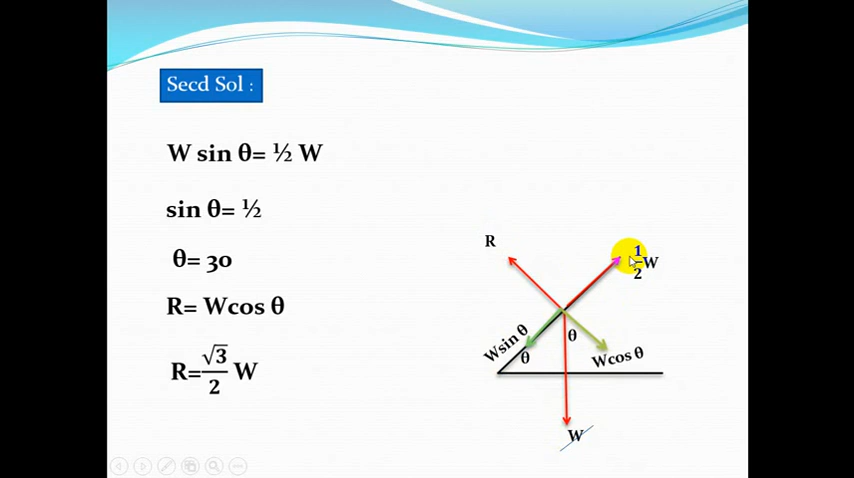 Secd Sol :
W sin θ= ½ W
sin θ= ½
θ= 30
R= Wcos θ
R=√3/2 W
R
1/2 W
Wsin θ
θ
θ
Wcos θ
W